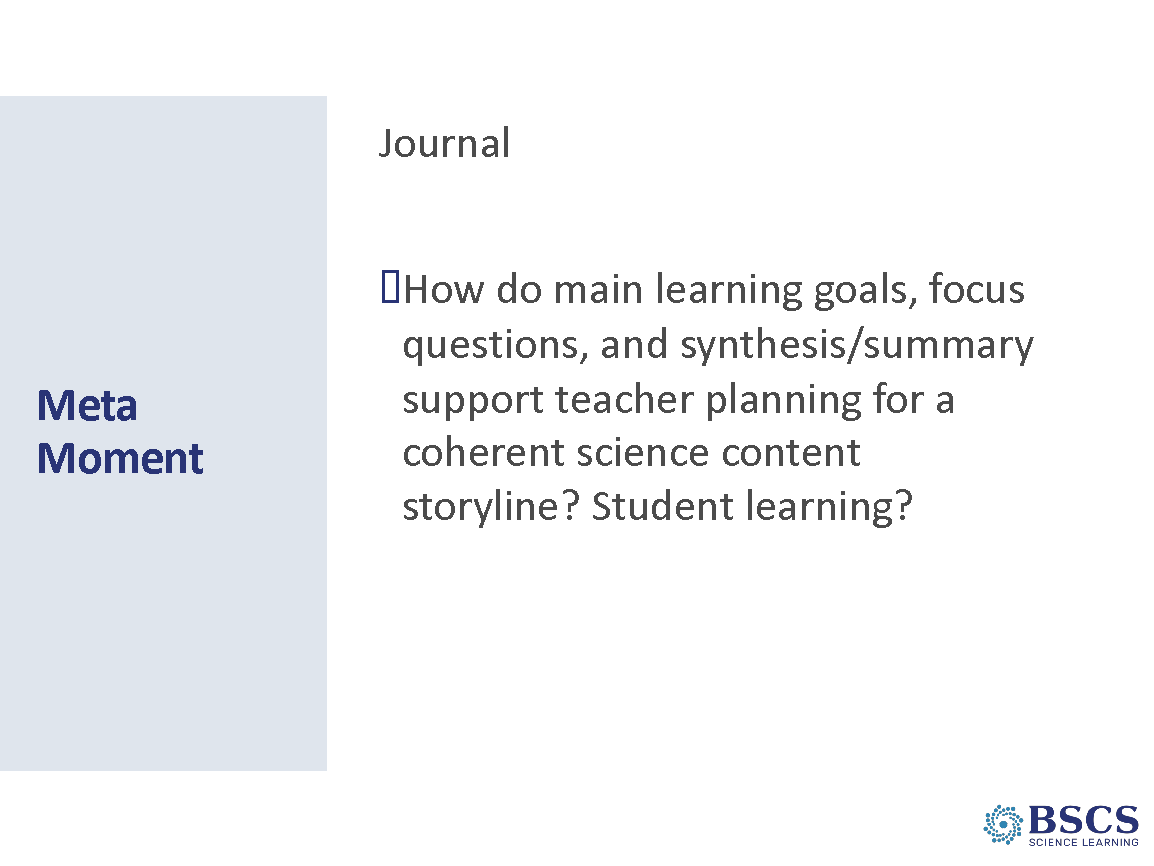 Journal
How do main learning goals, focus
questions, and synthesis/summary
support teacher planning for a
coherent science content
storyline? Student learning?
Meta
Moment
BSCS
SCIENCE LEARNING